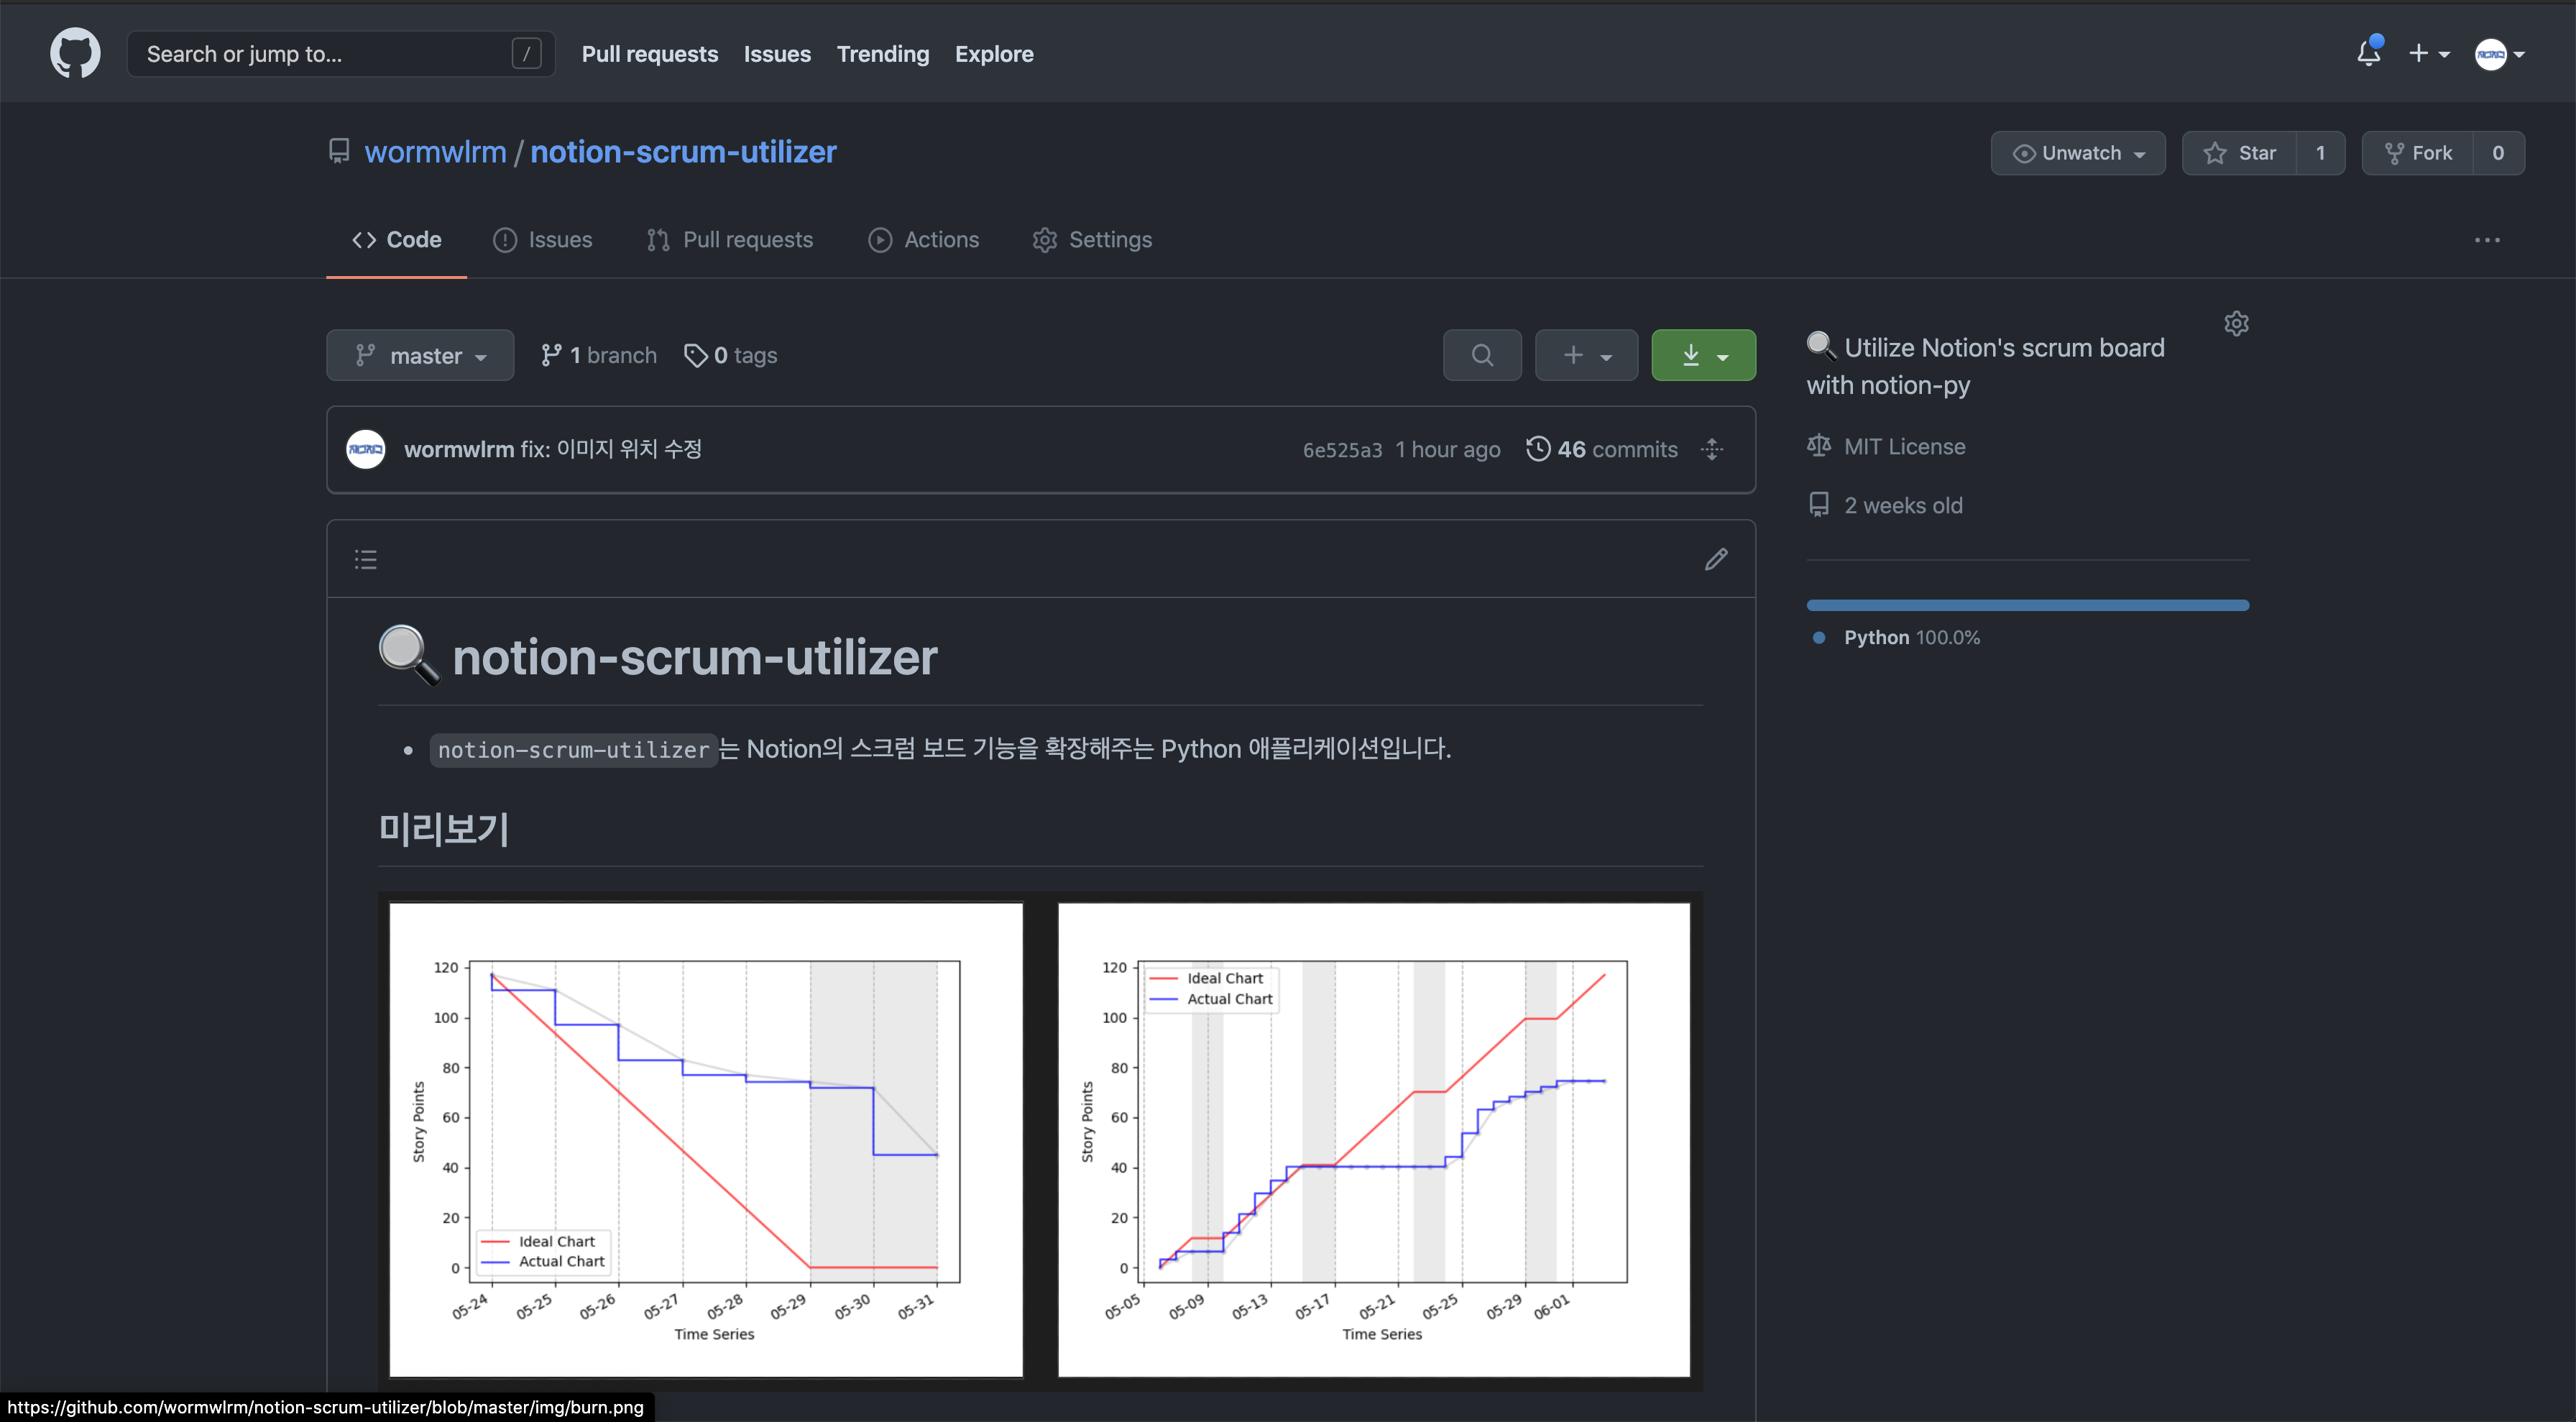 Search or jump to...
/
Pull requests
Issues
Trending
Explore
wormwlrm / notion-scrum-utilizer
Unwatch
Star
1
Fork
0
Code
Issues
Pull requests
Actions
Settings
master
1 branch
0 tags
wormwlrm fix: 이미지 위치 수정
6e525a3 1 hour ago
46 commits
Utilize Notion's scrum board
with notion-py
MIT License
2 weeks old
Python 100.0%
notion-scrum-utilizer
notion-scrum-utilizer는 Notion의 스크럼 보드 기능을 확장해주는 Python 애플리케이션입니다.
미리보기
120
100
80
60
40
20
0
Story Points
Ideal Chart
Actual Chart
05-24
05-25
05-26
05-27
05-28
05-29
05-30
05-31
Time Series
120
100
80
60
40
20
0
Story Points
Ideal Chart
Actual Chart
05-05
05-09
05-13
05-17
05-21
05-25
05-29
06-01
Time Series
https://github.com/wormwlrm/notion-scrum-utilizer/blob/master/img/burn.png